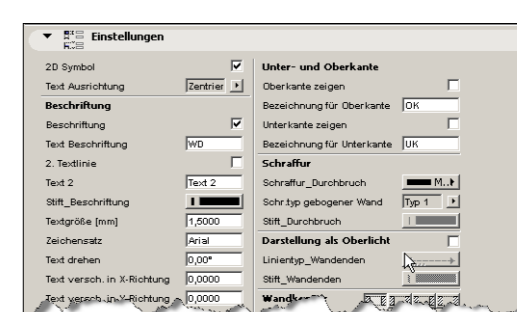 Einstellungen
2D Symbol
Text Ausrichtung Zentrier
Beschriftung
Beschriftung
Text Beschriftung WD
2. Textlinie
Text 2 Text 2
Stift_Beschriftung
Textgröße [mm] 1,5000
Zeichensatz Arial
Text drehen 0,00°
Text versch. in X-Richtung 0,0000
Text versch. in Y-Richtung 0,0000
Unter- und Oberkante
Oberkante zeigen
Bezeichnung für Oberkante OK
Unterkante zeigen
Bezeichnung für Unterkante UK
Schraffur
Schraffur_Durchbruch M..
Schr.typ gebogener Wand Typ 1
Stift_Durchbruch
Darstellung als Oberlicht
Linientyp_Wandenden
Stift_Wandenden